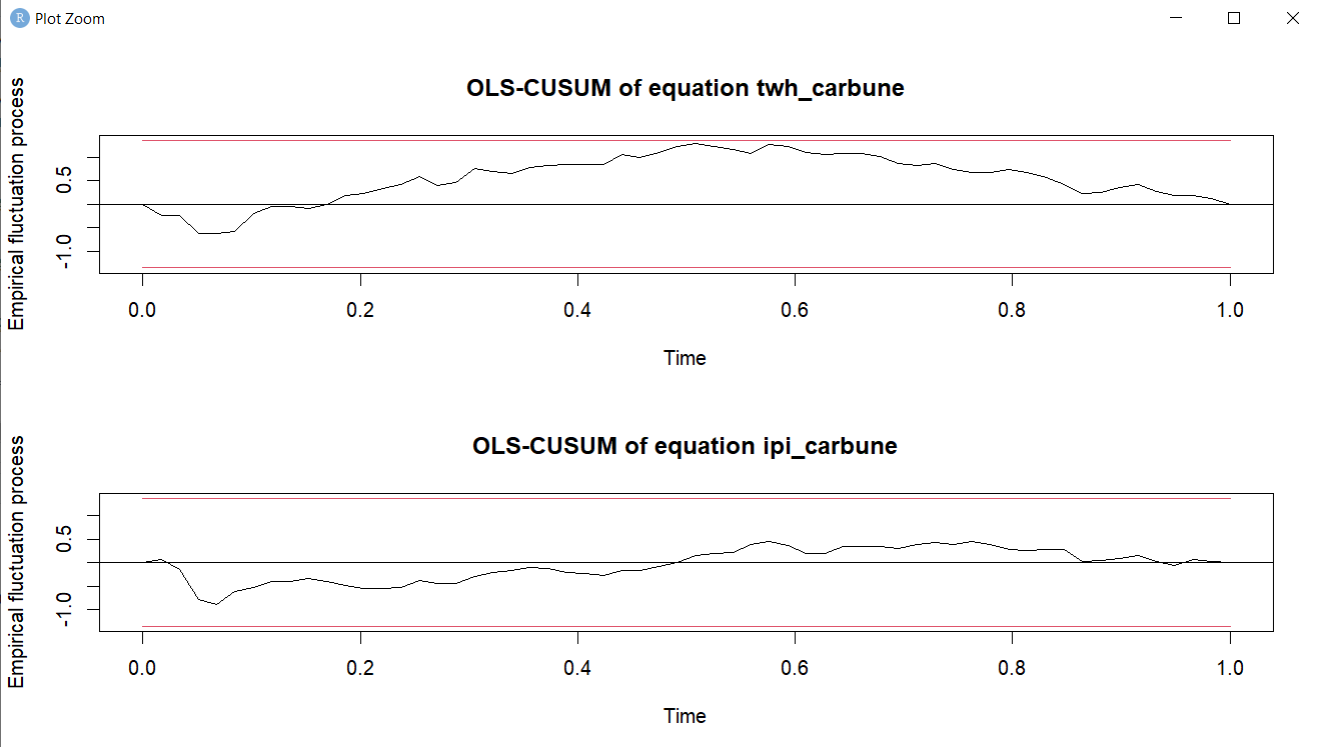 R Plot Zoom
OLS-CUSUM of equation twh_carbune
Empirical fluctuation process
0.5
-1.0
0.0 0.2 0.4 0.6 0.8 1.0
Time
OLS-CUSUM of equation ipi_carbune
Empirical fluctuation process
0.5
-1.0
0.0 0.2 0.4 0.6 0.8 1.0
Time